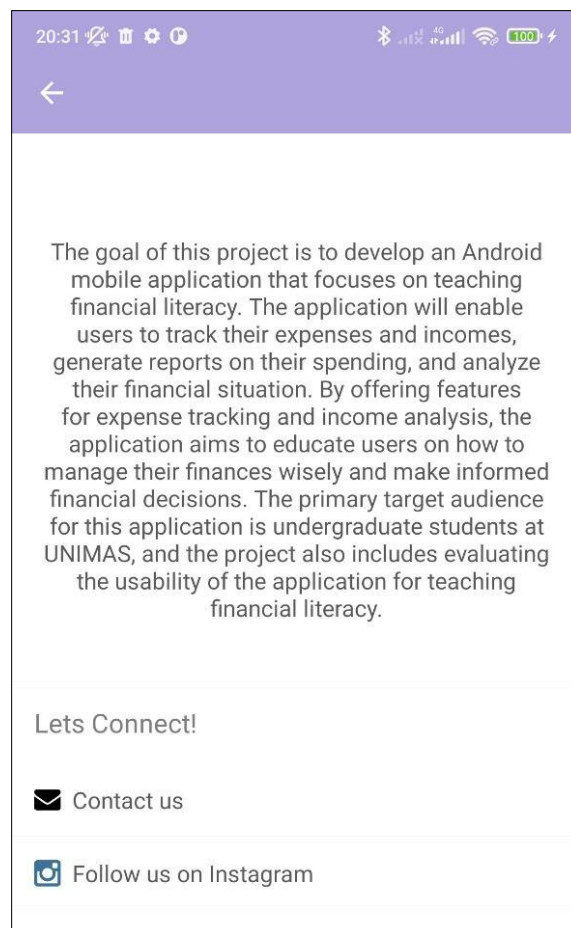 20:31 4G 100
The goal of this project is to develop an Android
mobile application that focuses on teaching
financial literacy. The application will enable
users to track their expenses and incomes,
generate reports on their spending, and analyze
their financial situation. By offering features
for expense tracking and income analysis, the
application aims to educate users on how to
manage their finances wisely and make informed
financial decisions. The primary target audience
for this application is undergraduate students at
UNIMAS, and the project also includes evaluating
the usability of the application for teaching
financial literacy.
Lets Connect!
Contact us
Follow us on Instagram